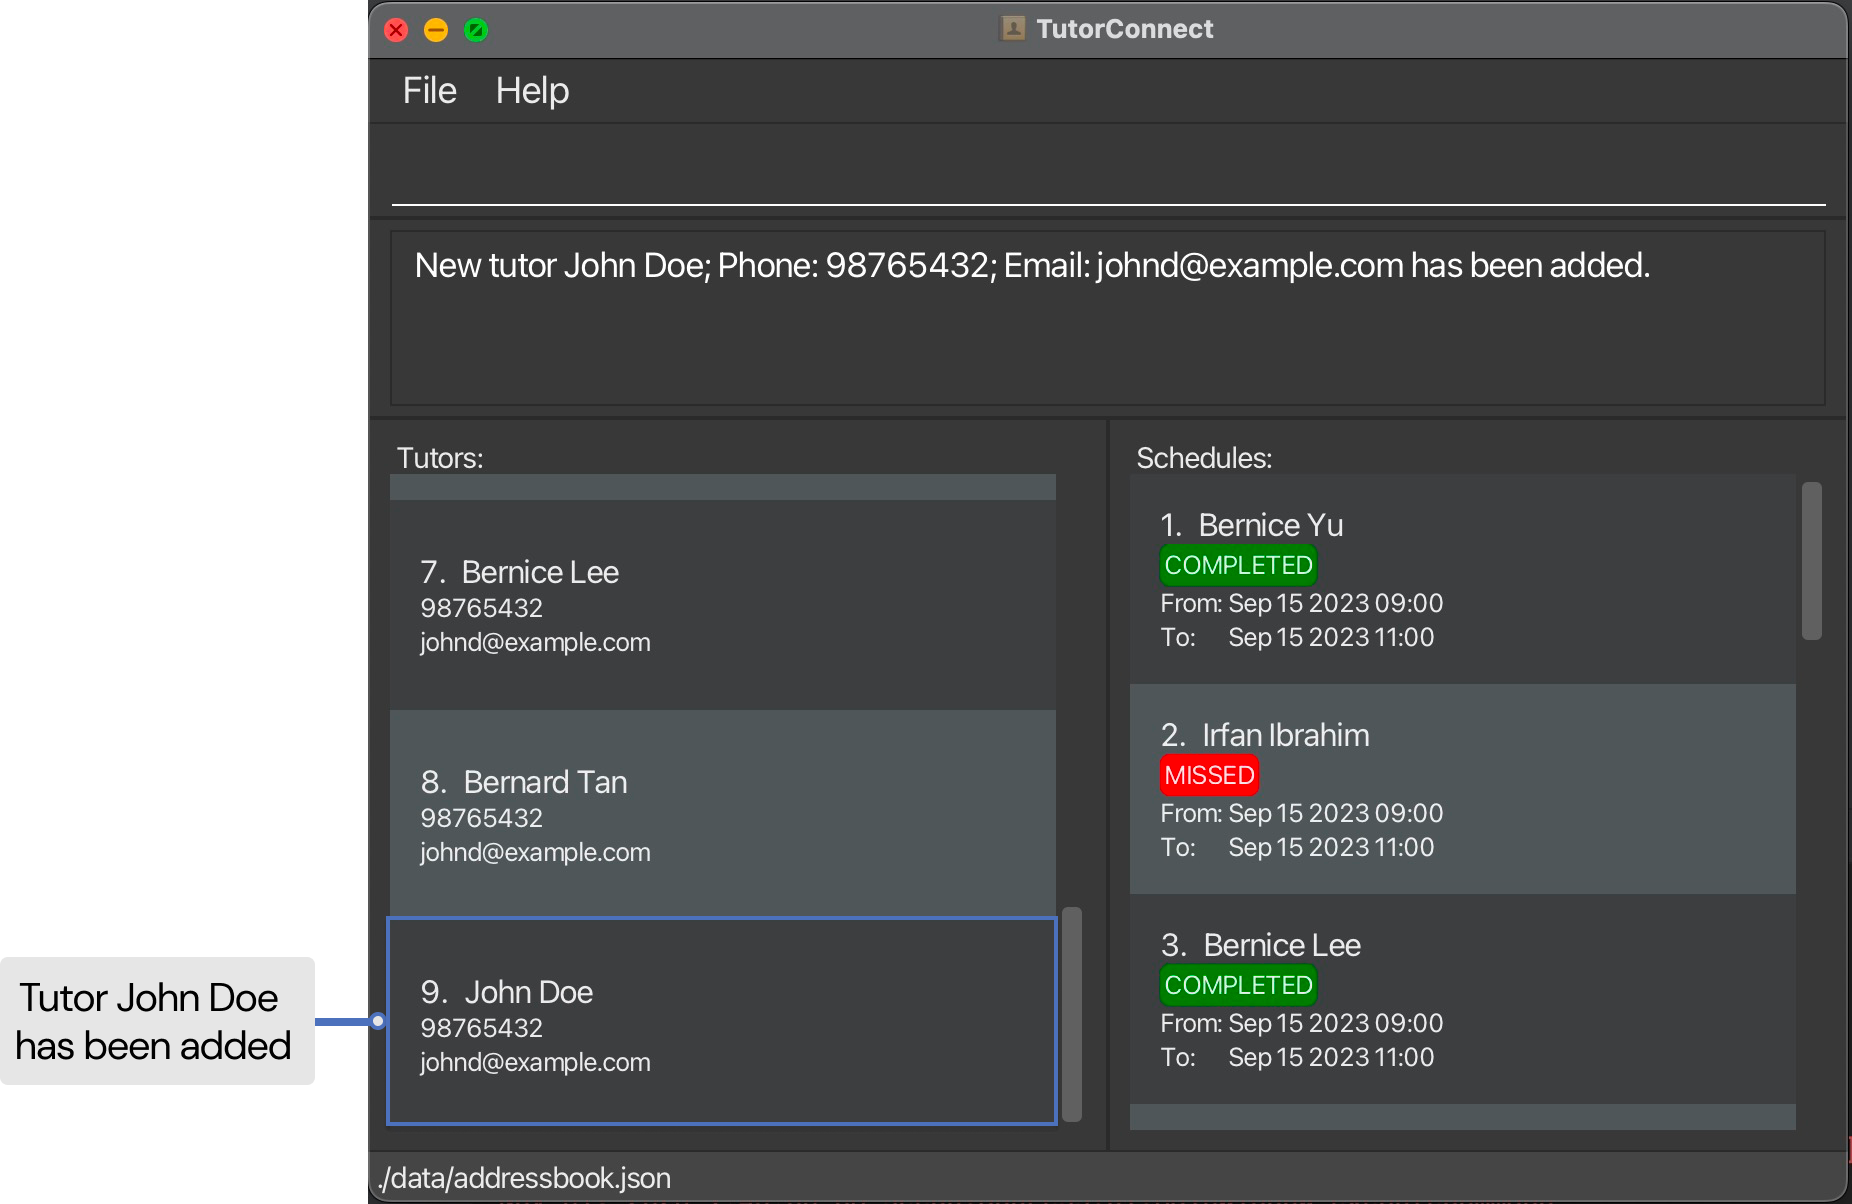 TutorConnect
File Help
New tutor John Doe; Phone: 98765432; Email: johnd@example.com has been added.
Tutors:
7. Bernice Lee
98765432
johnd@example.com
8. Bernard Tan
98765432
johnd@example.com
9. John Doe
98765432
johnd@example.com
Schedules:
1. Bernice Yu
COMPLETED
From: Sep 15 2023 09:00
To: Sep 15 2023 11:00
2. Irfan Ibrahim
MISSED
From: Sep 15 2023 09:00
To: Sep 15 2023 11:00
3. Bernice Lee
COMPLETED
From: Sep 15 2023 09:00
To: Sep 15 2023 11:00
Tutor John Doe
has been added
./data/addressbook.json